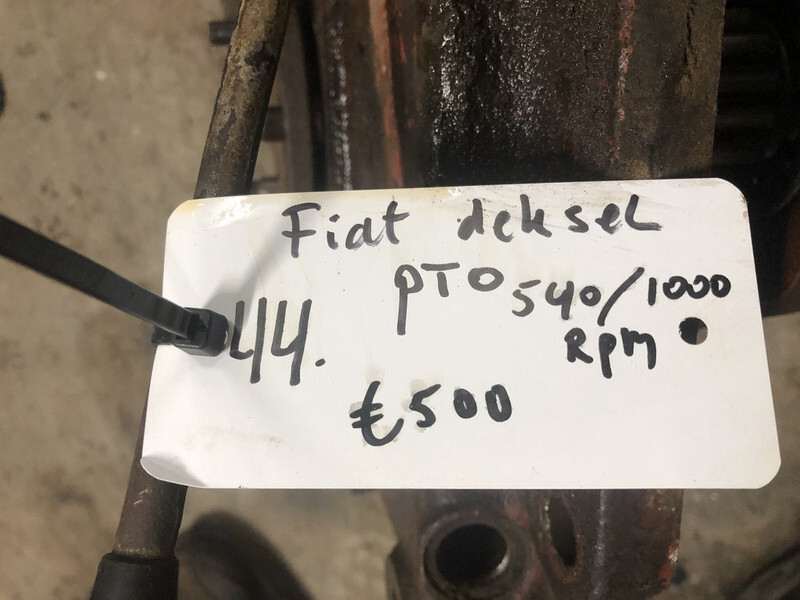 Fiat deksel
PTO 540/1000
Rpm
44.
€500